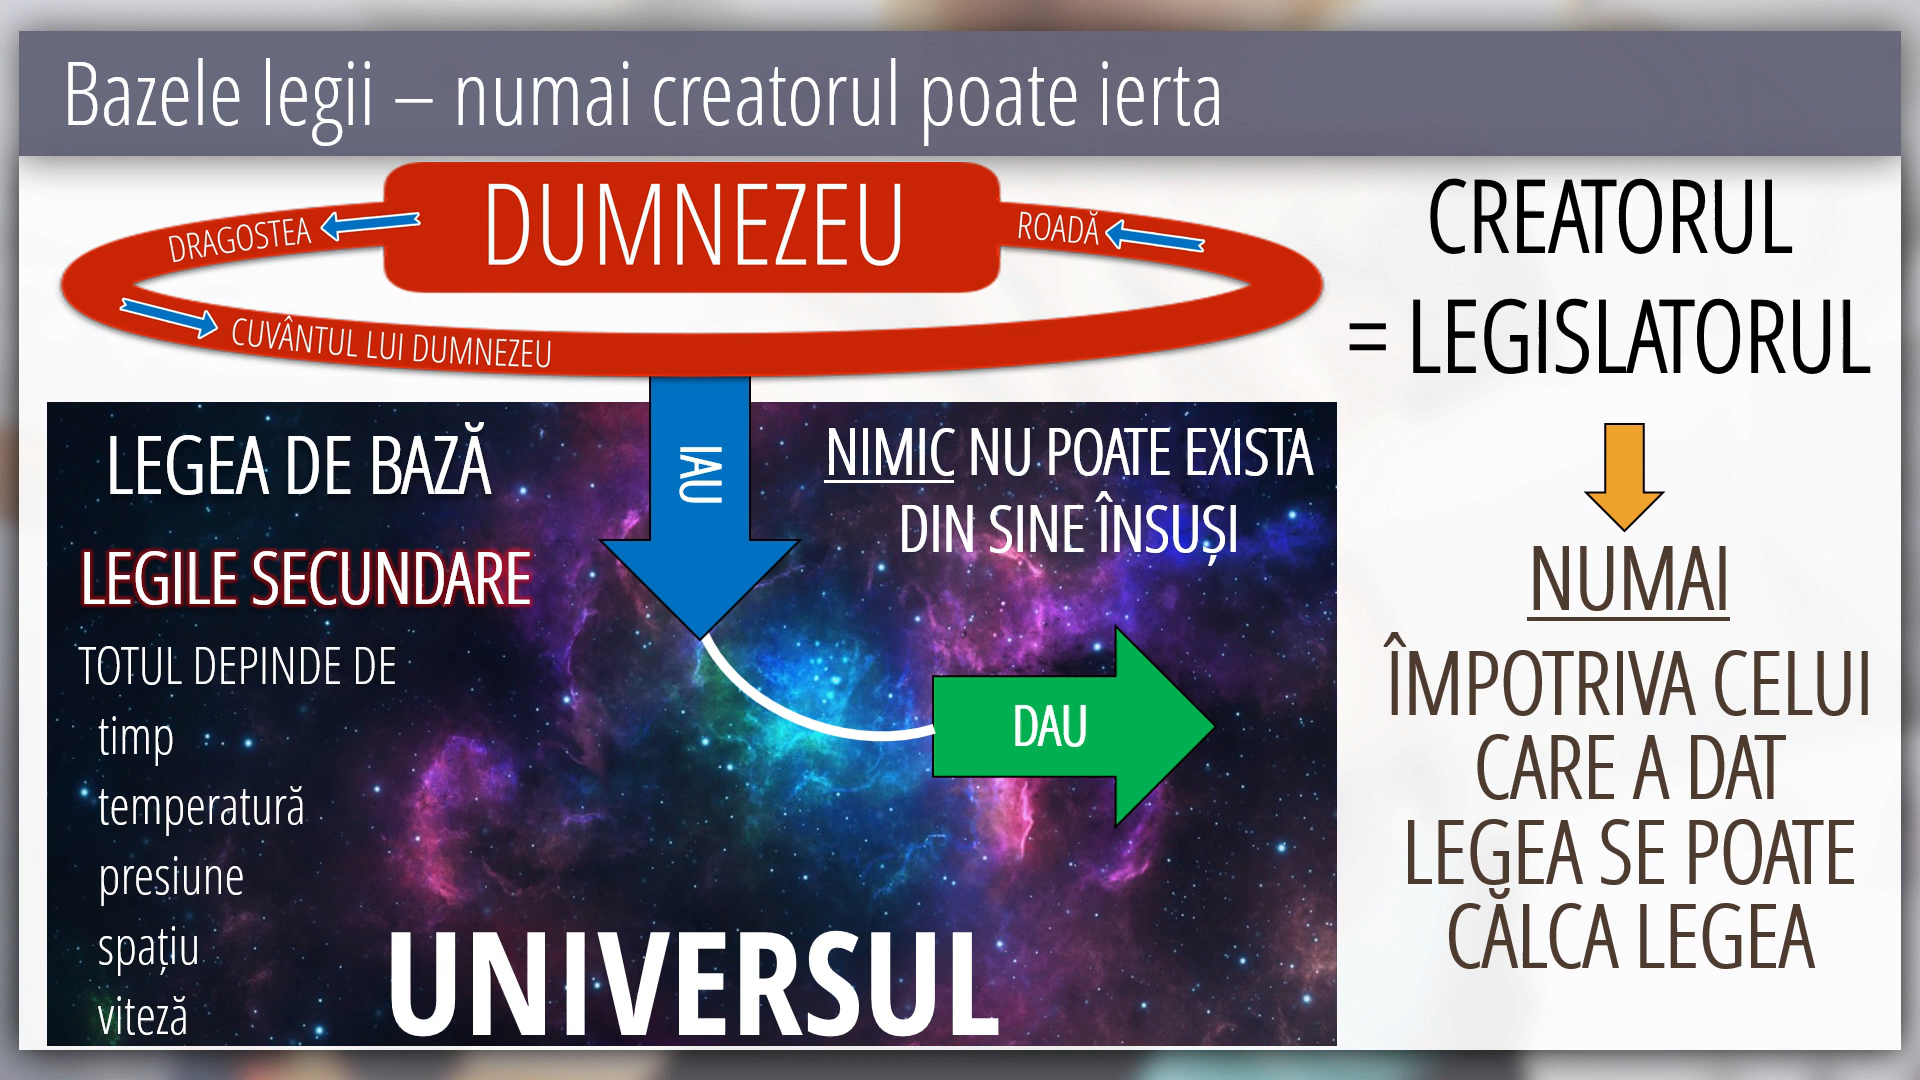 Bazele legii – numai creatorul poate ierta
DUMNEZEU
DRAGOSTEA
ROADĂ
CUVÂNTUL LUI DUMNEZEU
CREATORUL
= LEGISLATORUL
LEGEA DE BAZĂ
IAU
NIMIC NU POATE EXISTA
DIN SINE ÎNSUȘI
LEGILE SECUNDARE
TOTUL DEPINDE DE
timp
temperatură
presiune
spațiu
viteză
DAU
UNIVERSUL
NUMAI
ÎMPOTRIVA CELUI
CARE A DAT
LEGEA SE POATE
CĂLCA LEGEA